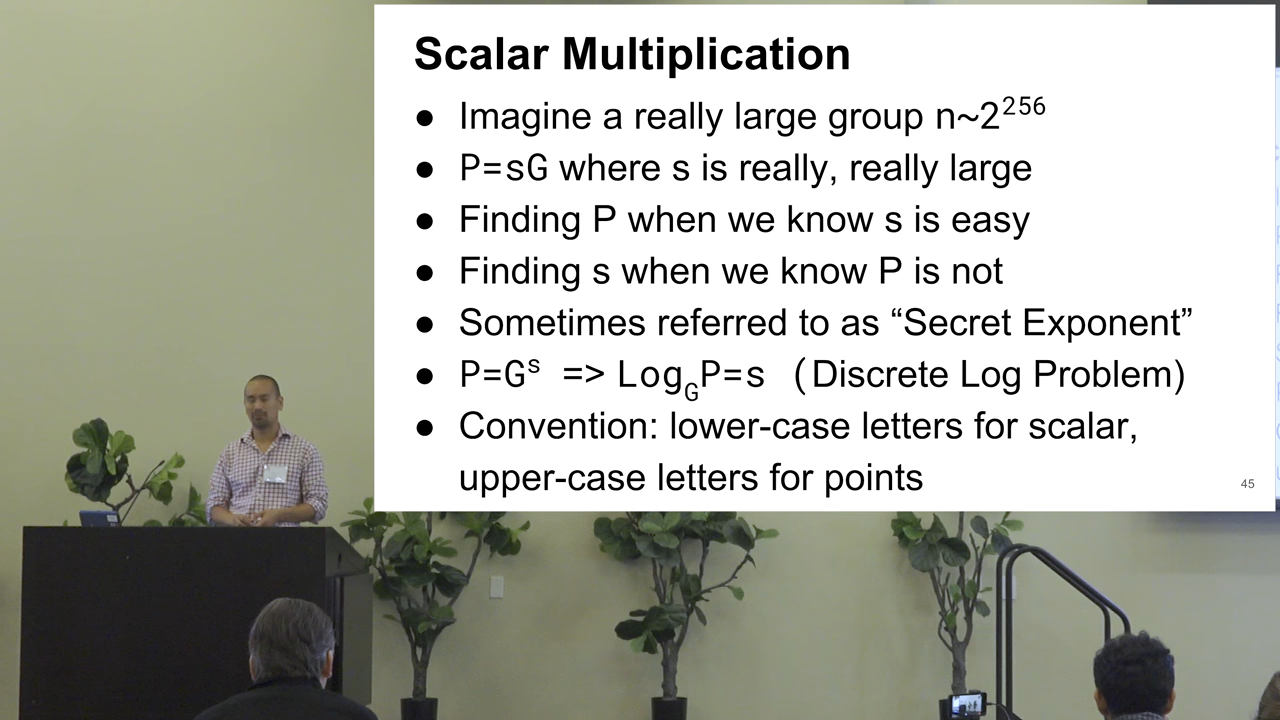 Scalar Multiplication
● Imagine a really large group n~2²⁵⁶
● P=sG where s is really, really large
● Finding P when we know s is easy
● Finding s when we know P is not
● Sometimes referred to as “Secret Exponent”
● P=Gˢ => Log_G P=s (Discrete Log Problem)
● Convention: lower-case letters for scalar,
upper-case letters for points
45